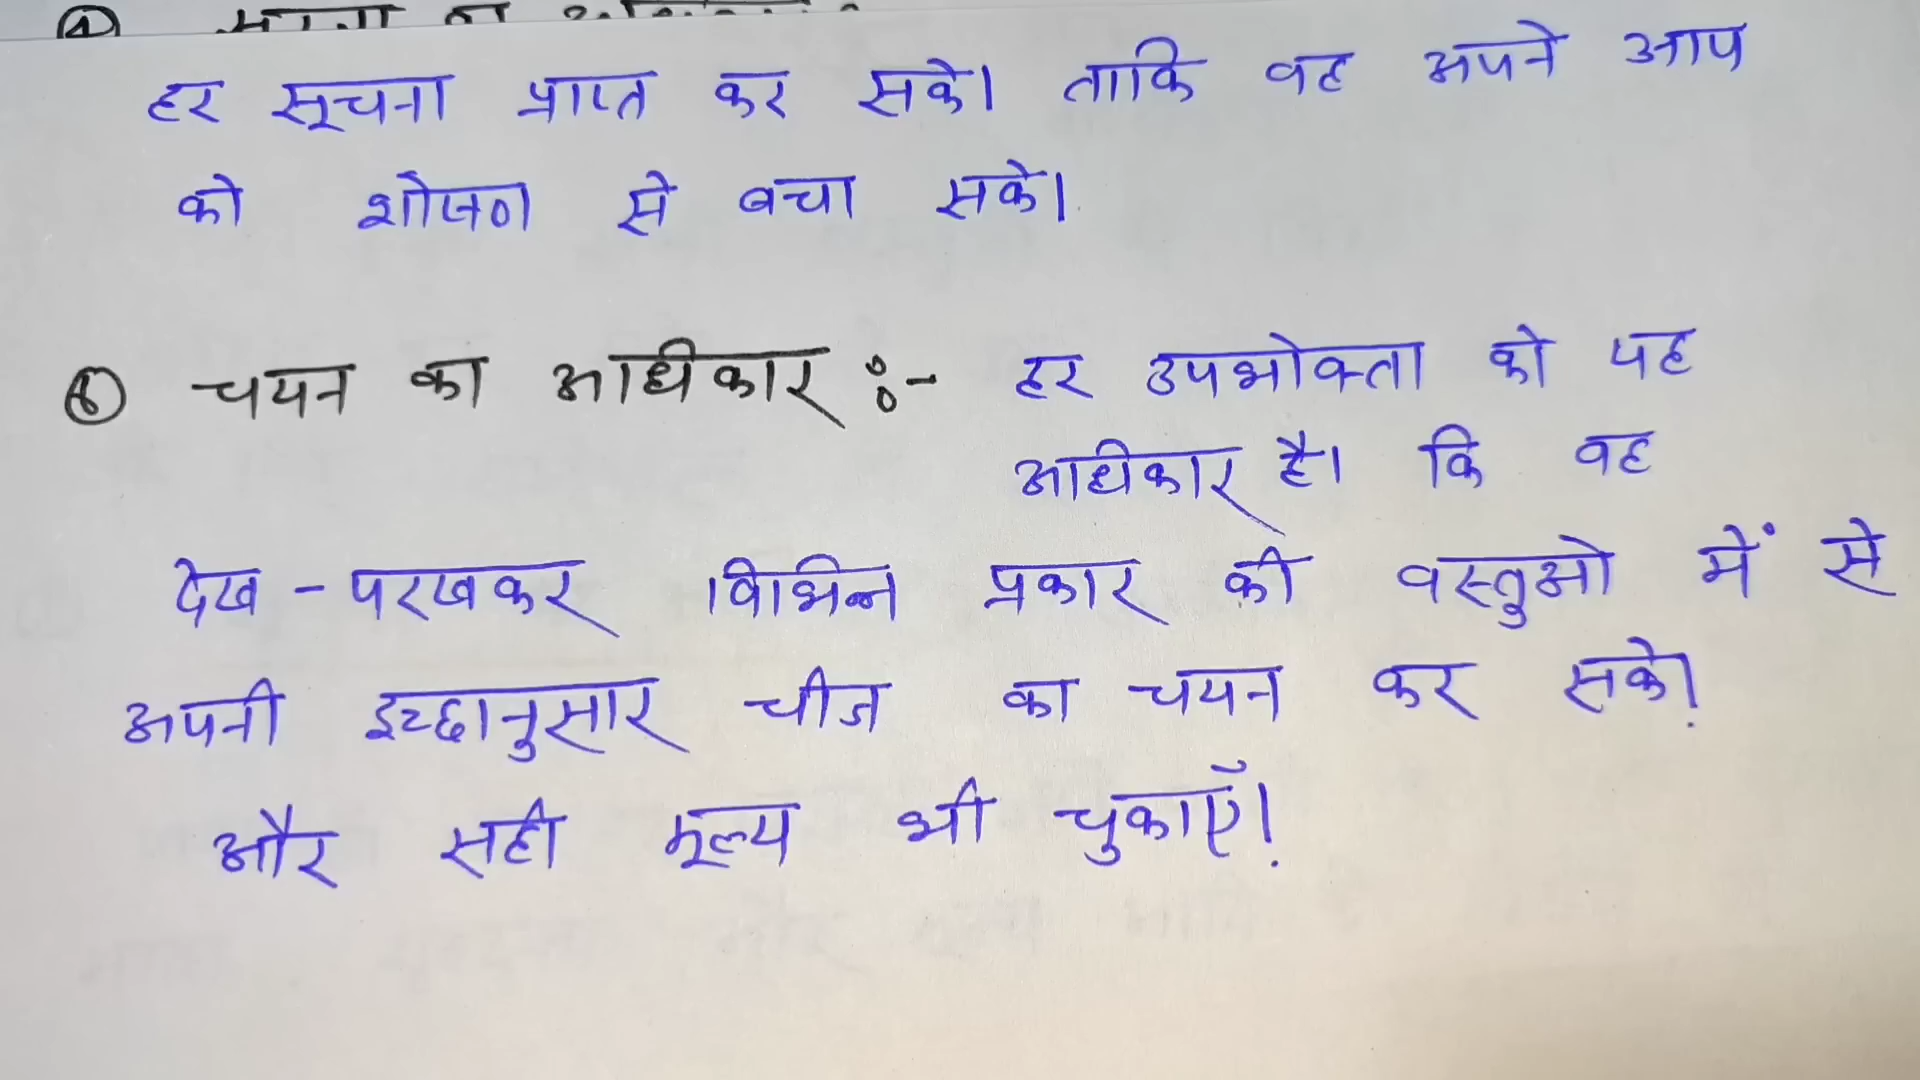 हर सूचना प्राप्त कर सके। ताकि वह अपने आप
को शोषण से बचा सके।
⑥ चयन का अधिकार :- हर उपभोक्ता को यह
अधिकार है। कि वह
देख - परखकर विभिन्न प्रकार की वस्तुओ में से
अपनी इच्छानुसार चीज का चयन कर सके।
और सही मूल्य भी चुकाएँ।